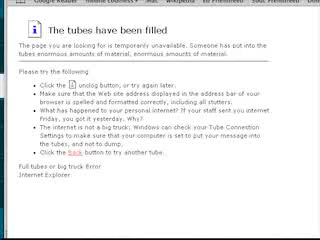 Google Reader
Mac
Wikipedia
The tubes have been filled
The page you are looking for is temporarily unavailable. Someone has put into the
tubes enormous amounts of material, enormous amounts of material.
Please try the following
Click the unclog button, or try again later.
Make sure that the Web site address displayed in the address bar of your
browser is spelled and formatted correctly, including all stutters.
What has happened to your personal internet? If your staff sent you internet
Friday, you got it yesterday. Why?
The internet is not a big truck; Windows can check your Tube Connection
Settings to make sure that your computer is set to put your message into
the tubes, and not to dump.
Click the Back button to try another tube.
Full tubes or big truck Error
Internet Explorer